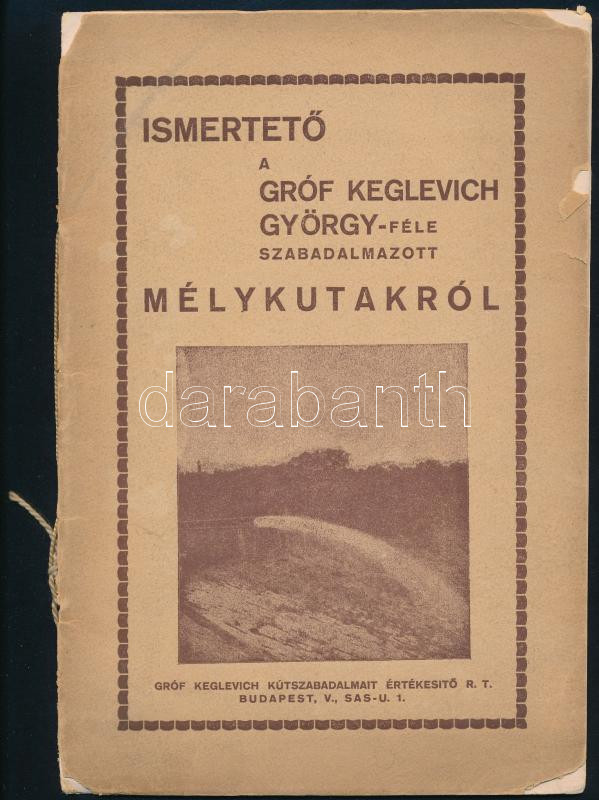 ISMERTETŐ
A
GRÓF KEGLEVICH
GYÖRGY-FÉLE
SZABADALMAZOTT
MÉLYKUTAKRÓL
darabanth
GRÓF KEGLEVICH KÚTSZABADALMAIT ÉRTÉKESITŐ R. T.
BUDAPEST, V., SAS-U. 1.